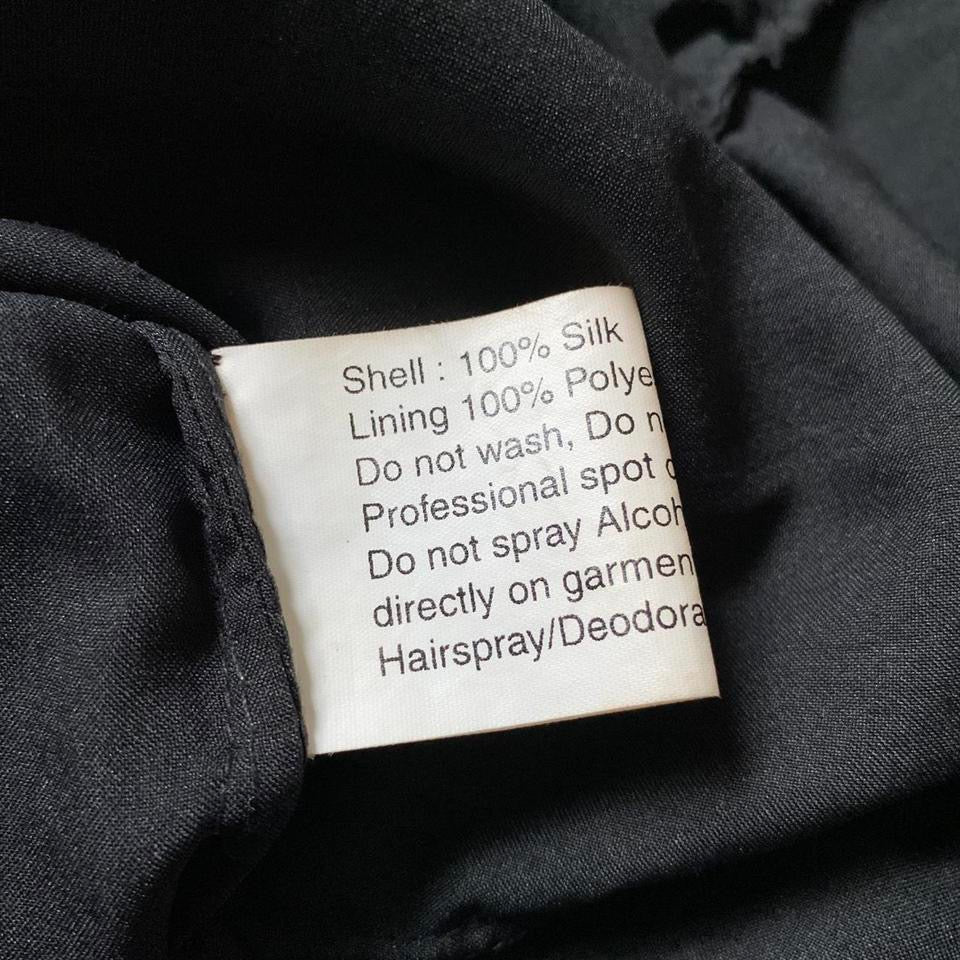 Shell : 100% Silk
Lining 100% Polye
Do not wash, Do n
Professional spot c
Do not spray Alcoh
directly on garmen
Hairspray/Deodora